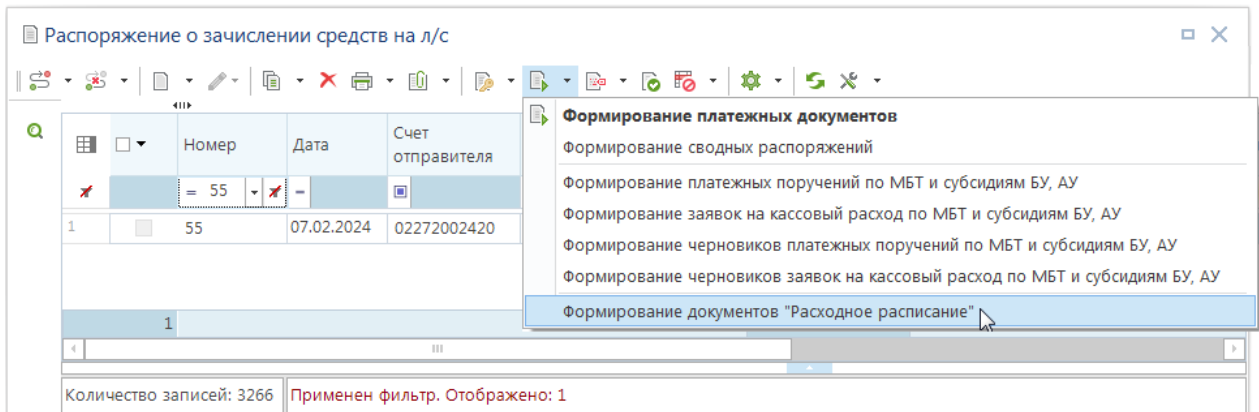 Распоряжение о зачислении средств на л/с
Номер
Дата
Счет
отправителя
= 55
=
1
55
07.02.2024
02272002420
1
Формирование платежных документов
Формирование сводных распоряжений
Формирование платежных поручений по МБТ и субсидиям БУ, АУ
Формирование заявок на кассовый расход по МБТ и субсидиям БУ, АУ
Формирование черновиков платежных поручений по МБТ и субсидиям БУ, АУ
Формирование черновиков заявок на кассовый расход по МБТ и субсидиям БУ, АУ
Формирование документов "Расходное расписание"
Количество записей: 3266
Применен фильтр. Отображено: 1